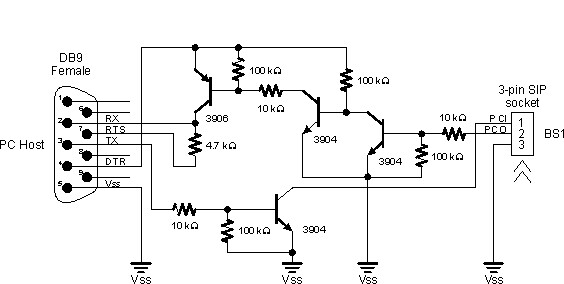 DB9
Female
PC Host
1
6
2
7
3
8
4
9
5
RX
RTS
TX
DTR
Vss
3906
4.7 kΩ
100 kΩ
10 kΩ
3904
100 kΩ
3904
10 kΩ
100 kΩ
3-pin SIP
socket
PCI
PCO
1
2
3
BS1
10 kΩ
100 kΩ
3904
Vss
Vss
Vss
Vss